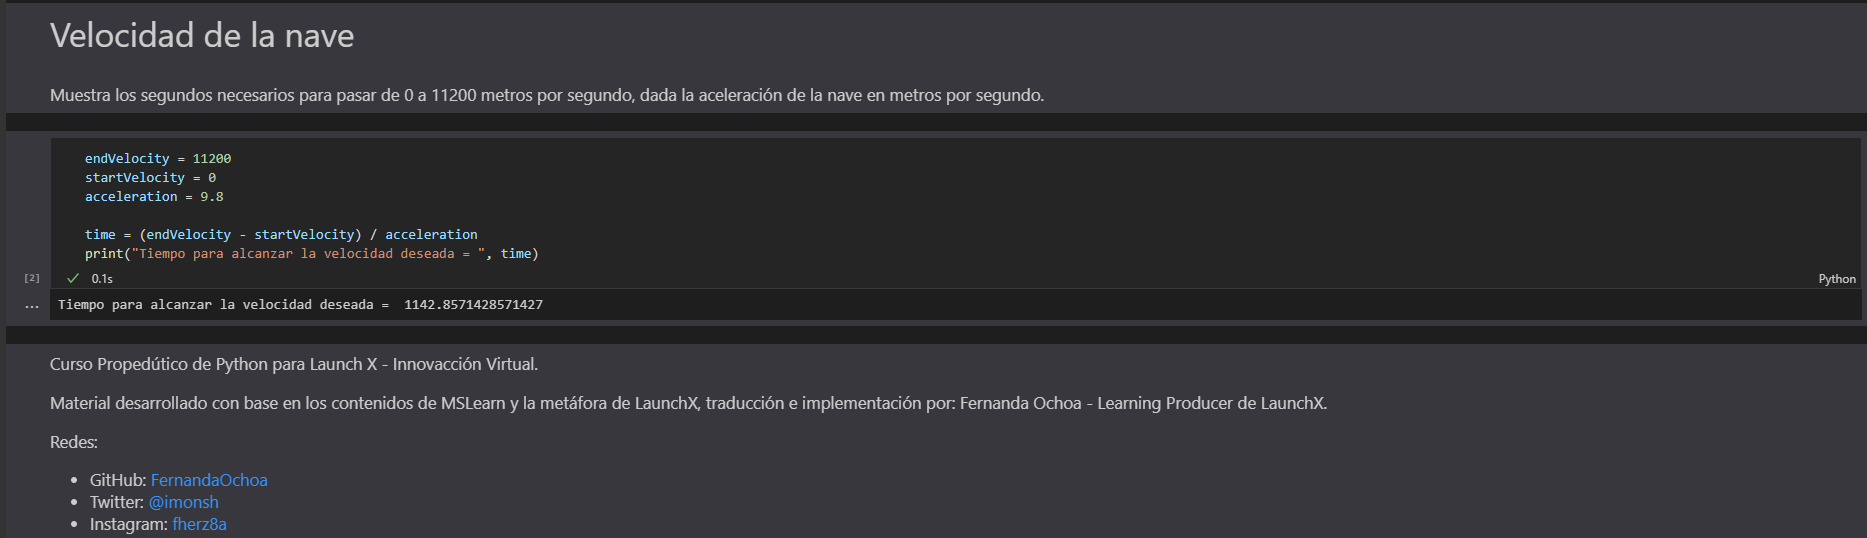 Velocidad de la nave
Muestra los segundos necesarios para pasar de 0 a 11200 metros por segundo, dada la aceleración de la nave en metros por segundo.
endVelocity = 11200
startVelocity = 0
acceleration = 9.8
time = (endVelocity - startVelocity) / acceleration
print("Tiempo para alcanzar la velocidad deseada = ", time)
[2] ✓ 0.1s Python
... Tiempo para alcanzar la velocidad deseada =  1142.8571428571427
Curso Propedútico de Python para Launch X - Innovacción Virtual.
Material desarrollado con base en los contenidos de MSLearn y la metáfora de LaunchX, traducción e implementación por: Fernanda Ochoa - Learning Producer de LaunchX.
Redes:
• GitHub: FernandaOchoa
• Twitter: @imonsh
• Instagram: fherz8a